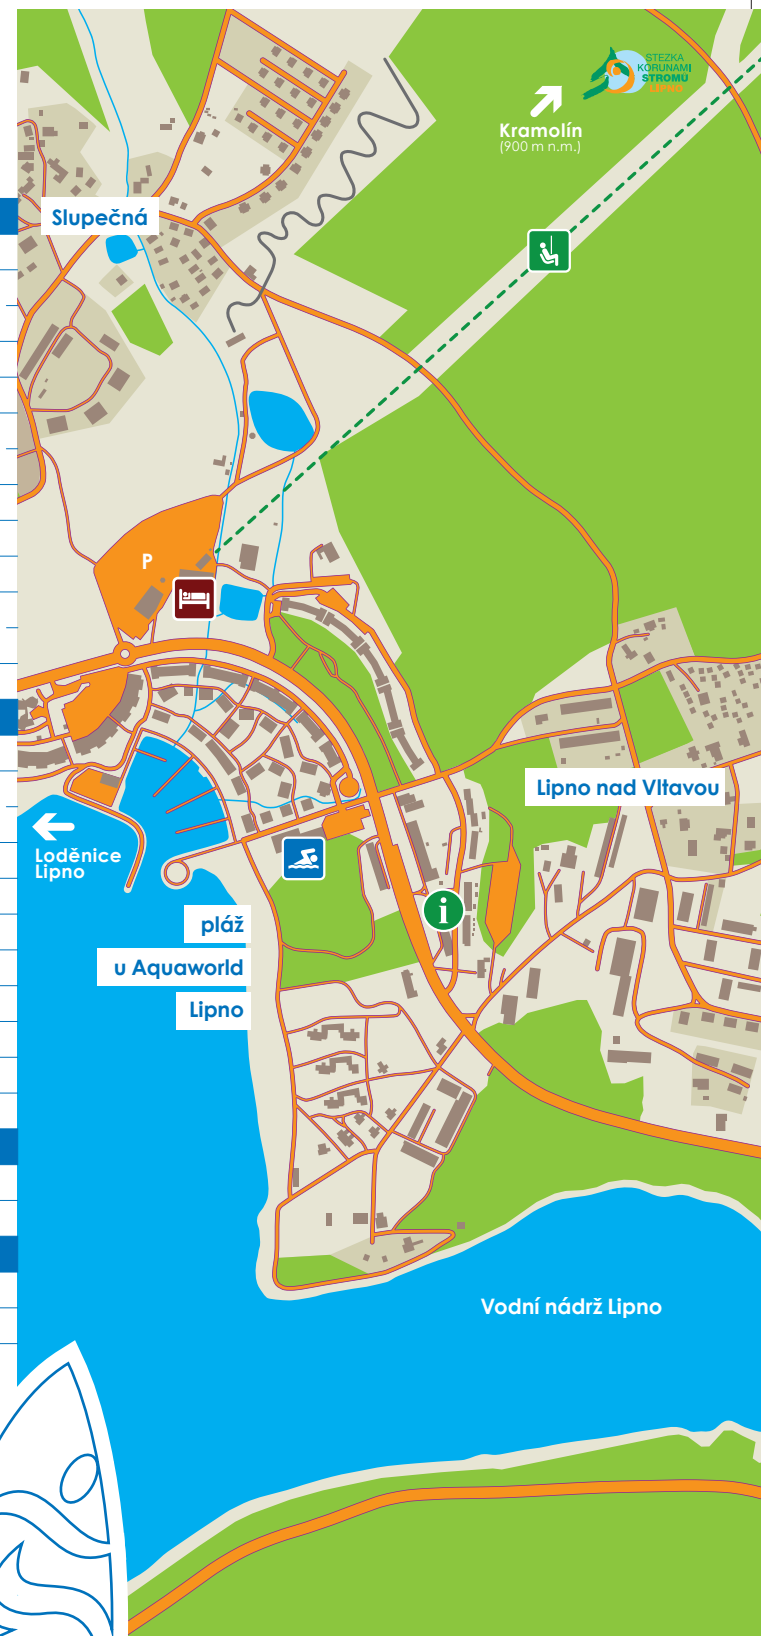 STEZKA
KORUNAMI
STROMŮ
LIPNO
Kramolín
(900 m n.m.)
Slupečná
P
Lipno nad Vltavou
Loděnice
Lipno
i
pláž
u Aquaworld
Lipno
Vodní nádrž Lipno